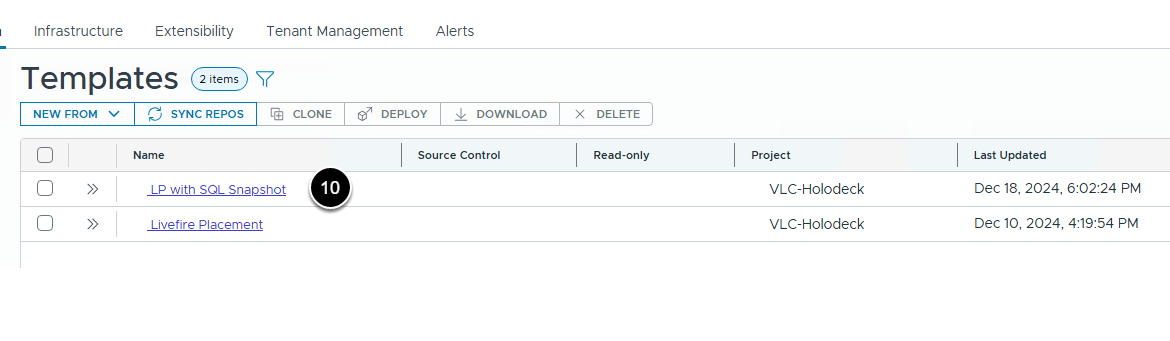 Infrastructure Extensibility Tenant Management Alerts
Templates 2 items
NEW FROM SYNC REPOS CLONE DEPLOY DOWNLOAD DELETE
Name Source Control Read-only Project Last Updated
LP with SQL Snapshot 10 VLC-Holodeck Dec 18, 2024, 6:02:24 PM
Livefire Placement VLC-Holodeck Dec 10, 2024, 4:19:54 PM